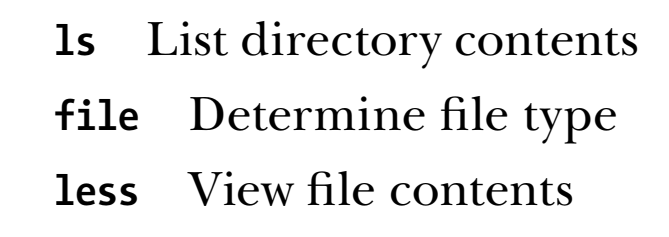 ls List directory contents
file Determine file type
less View file contents